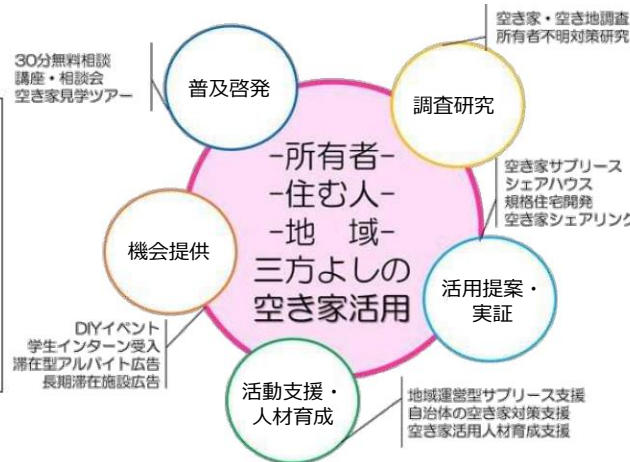 30分無料相談
講座・相談会
空き家見学ツアー
普及啓発
空き家・空き地調査
所有者不明対策研究
調査研究
-所有者-
-住む人-
-地　域-
三方よしの
空き家活用
空き家サブリース
シェアハウス
規格住宅開発
空き家シェアリング
活用提案・
実証
機会提供
DIYイベント
学生インターン受入
滞在型アルバイト広告
長期滞在施設広告
活動支援・
人材育成
地域運営型サブリース支援
自治体の空き家対策支援
空き家活用人材育成支援